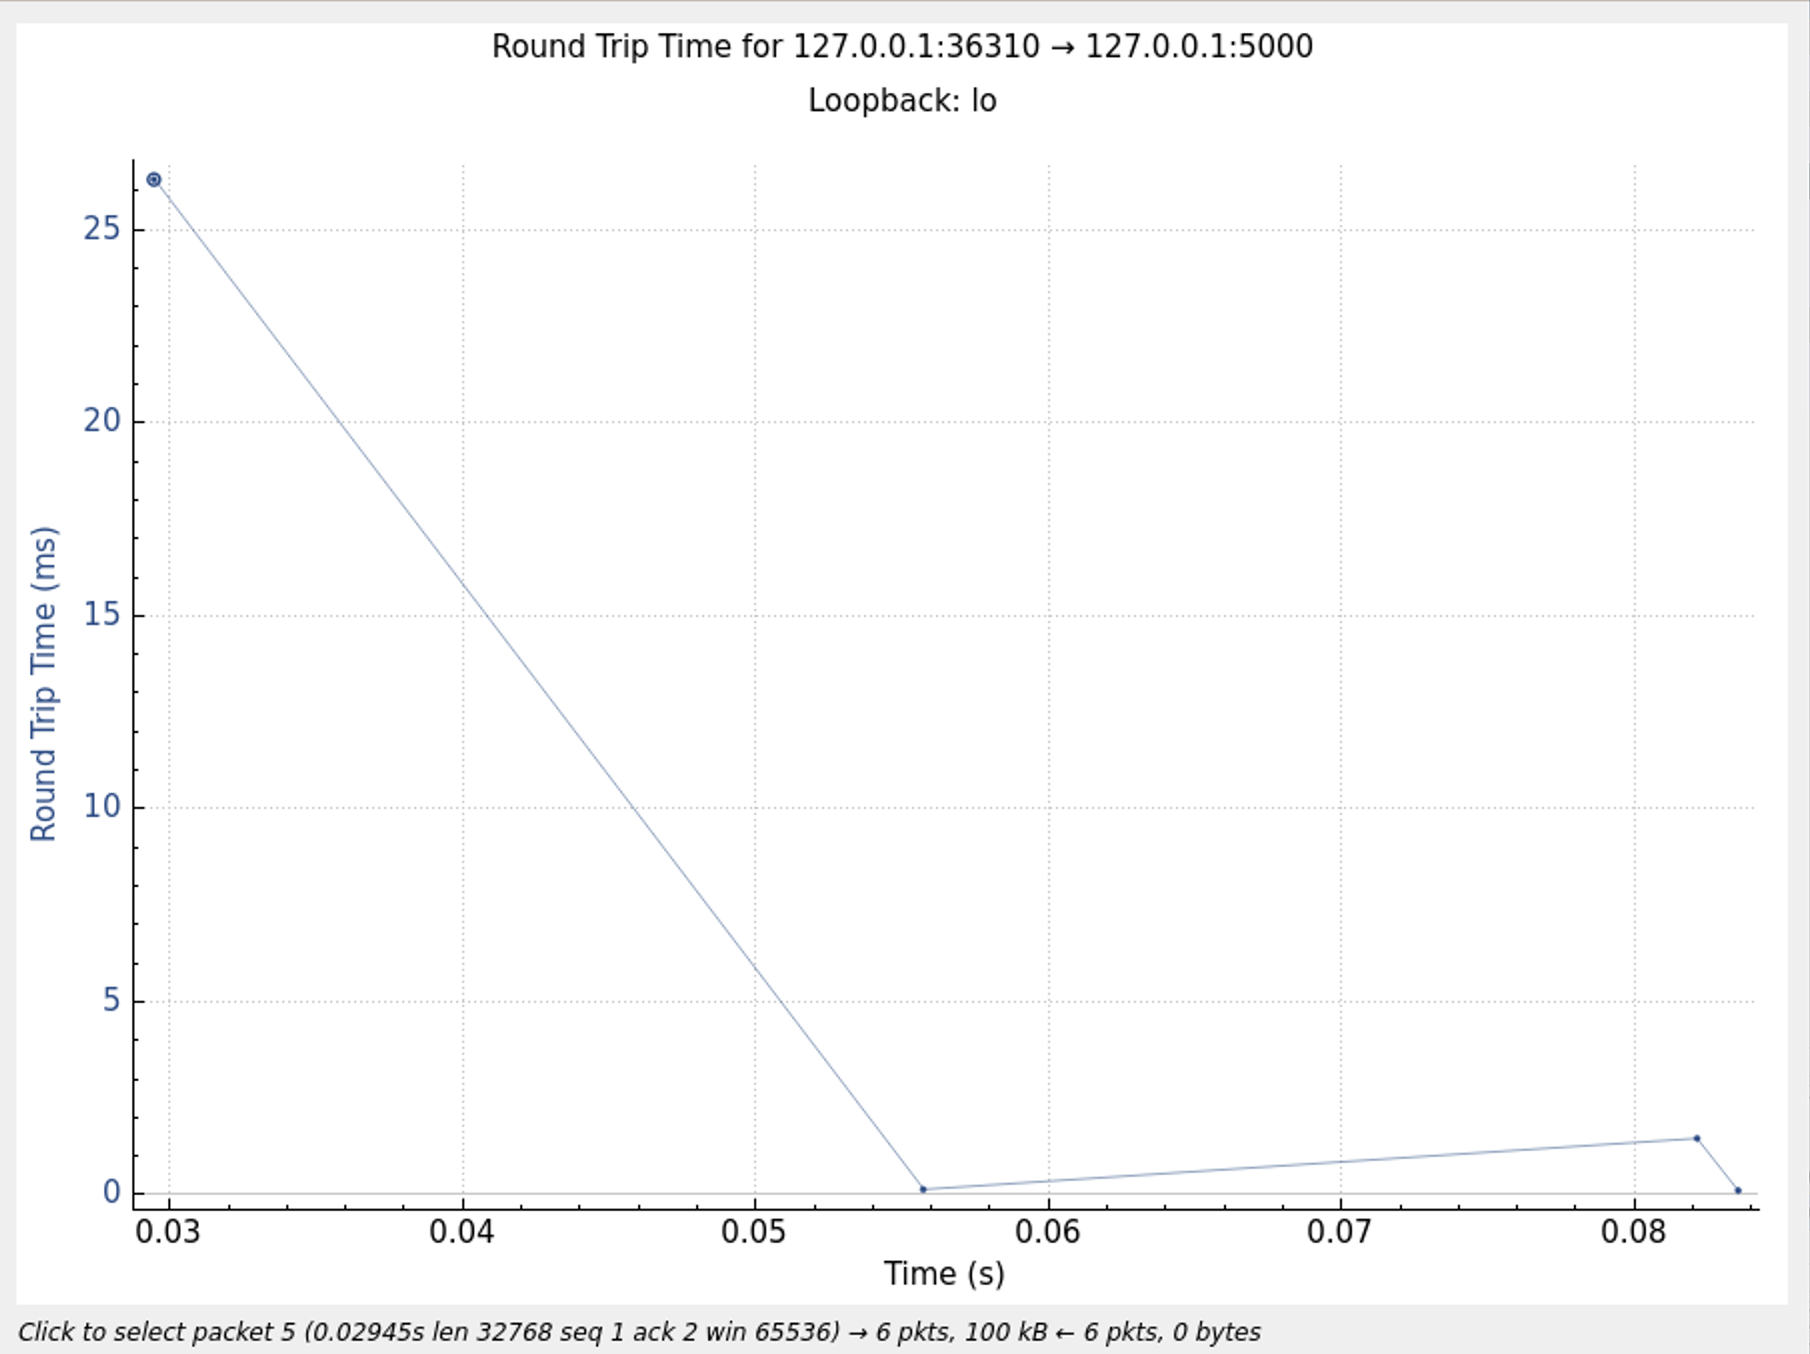 Round Trip Time for 127.0.0.1:36310 → 127.0.0.1:5000
Loopback: lo
Round Trip Time (ms)
25
20
15
10
5
0
0.03 0.04 0.05 0.06 0.07 0.08
Time (s)
Click to select packet 5 (0.02945s len 32768 seq 1 ack 2 win 65536) → 6 pkts, 100 kB ← 6 pkts, 0 bytes